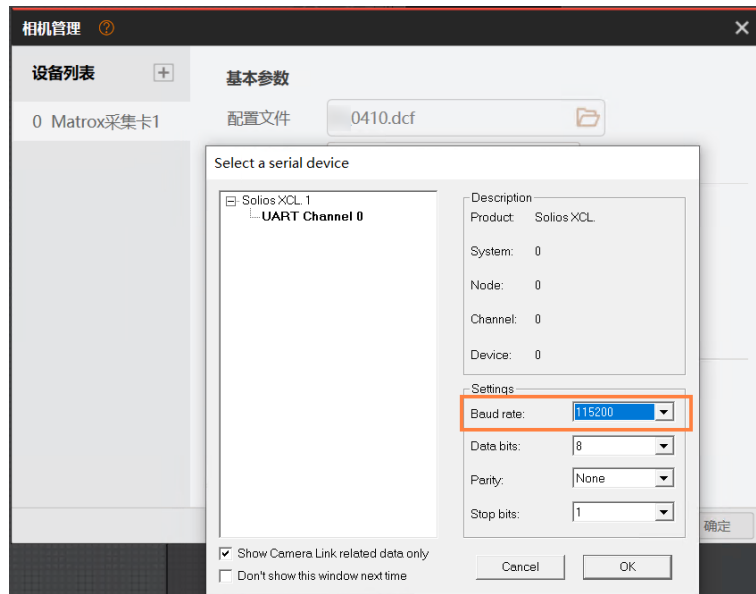 相机管理 ?
设备列表 +
基本参数
0 Matrox采集卡1
配置文件 0410.dcf
Select a serial device
Solios XCL. 1
UART Channel 0
Description
Product: Solios XCL.
System: 0
Node: 0
Channel: 0
Device: 0
Settings
Baud rate: 115200
Data bits: 8
Parity: None
Stop bits: 1
确定
Show Camera Link related data only
Don't show this window next time
Cancel OK